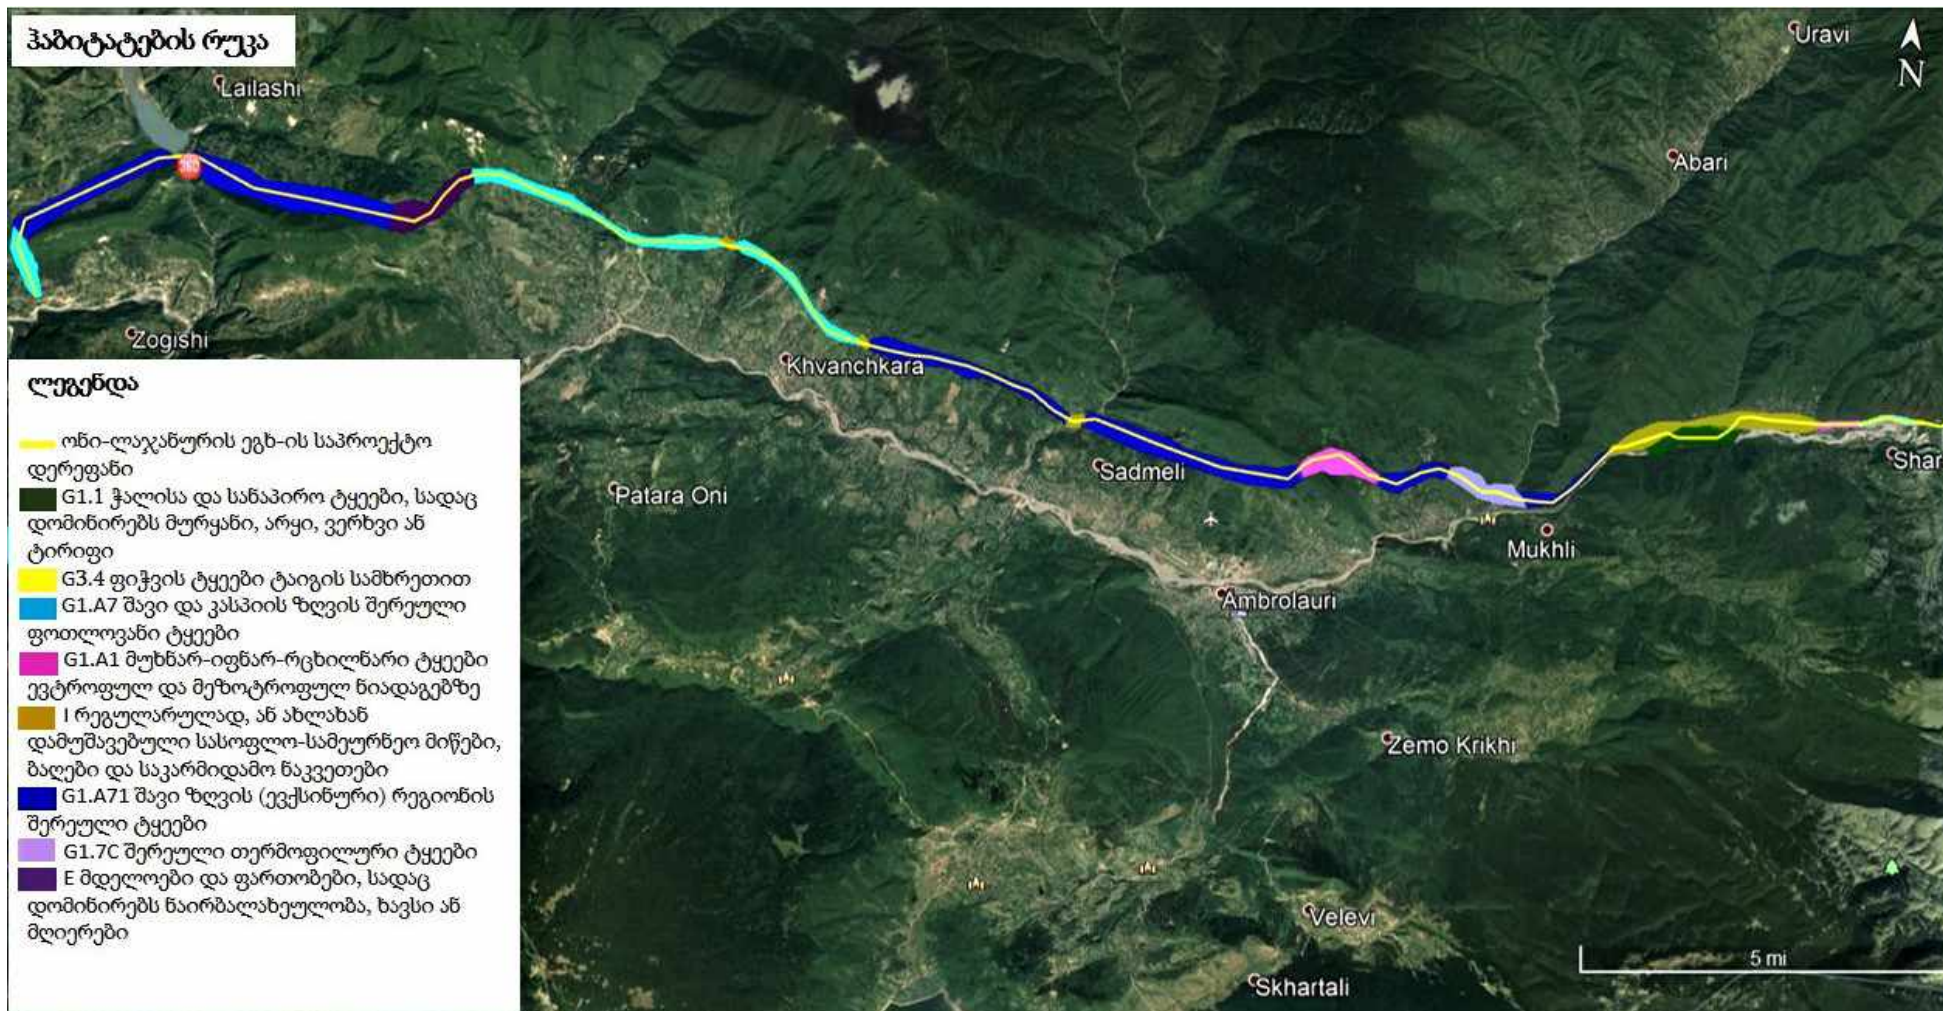 ჰაბიტატების რუკა
Uravi
N
Lailashi
Abari
360
Zogishi
Khvanchkara
ლეგენდა
ონი-ლაჯანურის ეგხ-ის საპროექტო
დერეფანი
G1.1 ჭალისა და სანაპირო ტყეები, სადაც
დომინირებს მურყანი, არყი, ვერხვი ან
ტირიფი
G3.4 ფიჭვის ტყეები ტაიგის სამხრეთით
G1.A7 შავი და კასპიის ზღვის შერეული
ფოთლოვანი ტყეები
G1.A1 მუხნარ-იფნარ-რცხილნარი ტყეები
ევტროფულ და მეზოტროფულ ნიადაგებზე
I რეგულარულად, ან ახლახან
დამუშავებული სასოფლო-სამეურნეო მიწები,
ბაღები და საკარმიდამო ნაკვეთები
G1.A71 შავი ზღვის (ევქსინური) რეგიონის
შერეული ტყეები
G1.7C შერეული თერმოფილური ტყეები
E მდელოები და ფართობები, სადაც
დომინირებს ნაირბალახეულობა, ხავსი ან
მღიერები
Sadmeli
Shar
Patara Oni
Mukhli
Ambrolauri
Zemo Krikhi
Velevi
5 mi
Skhartali